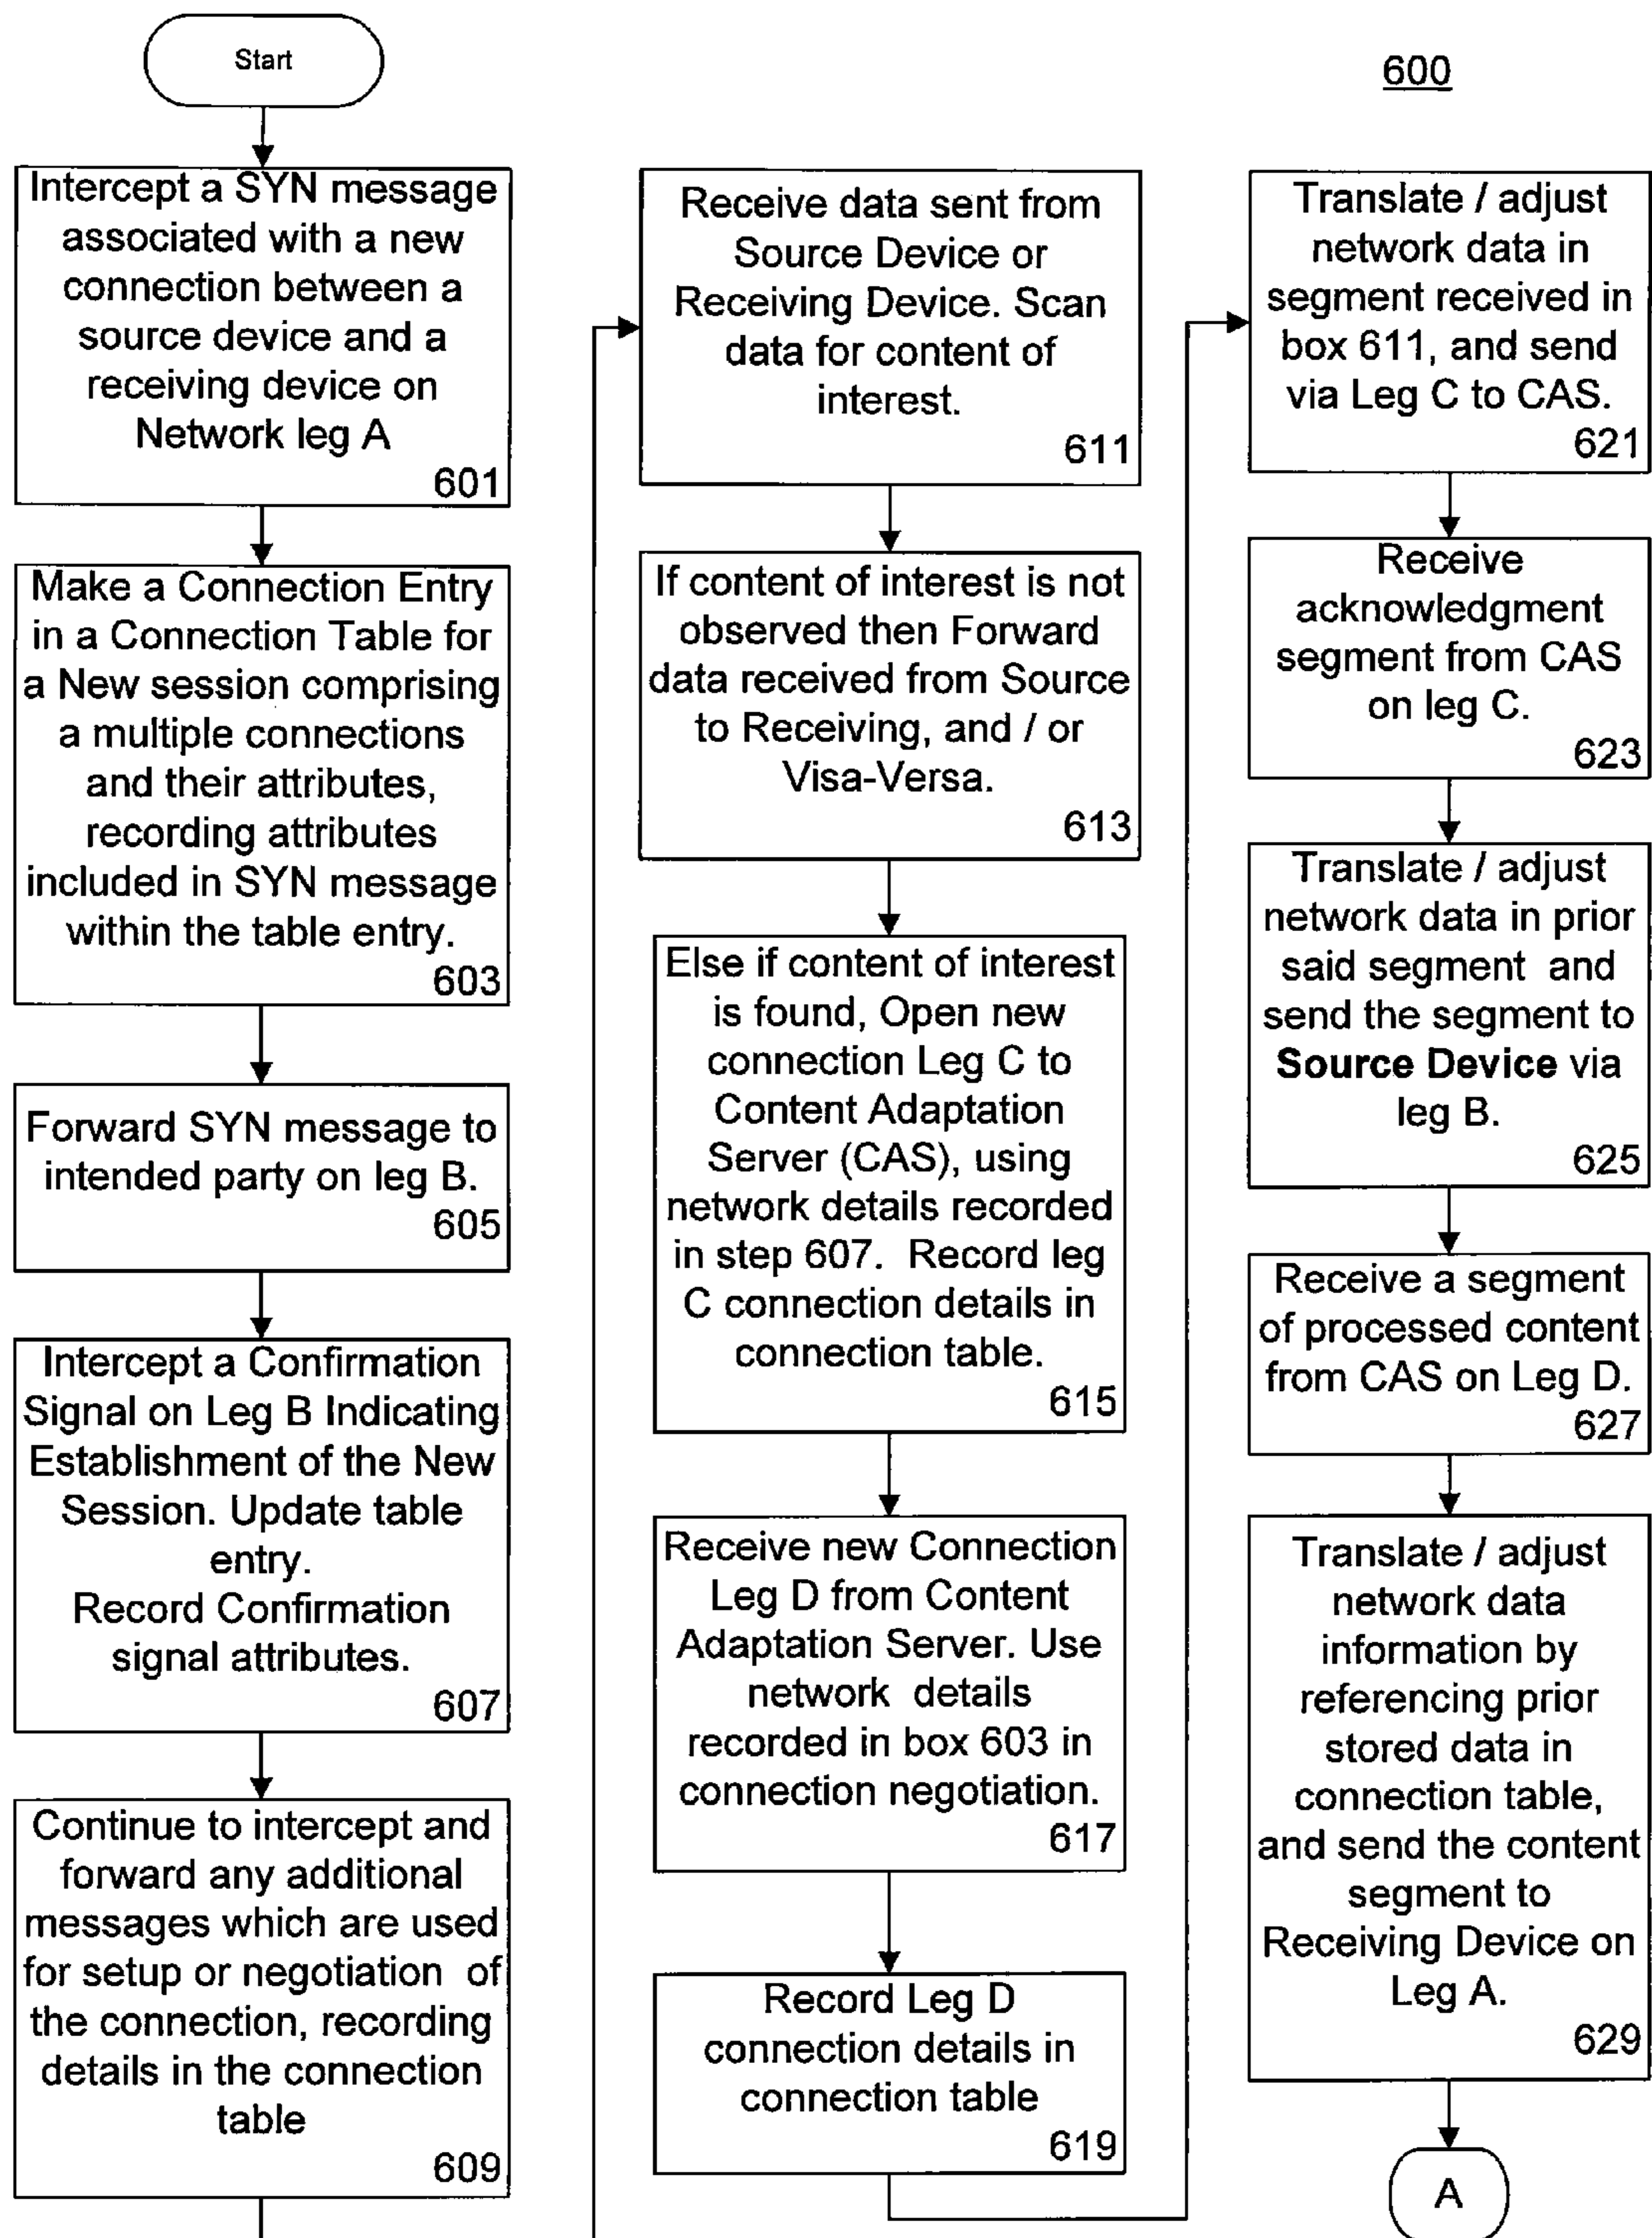 Start
600
Intercept a SYN message
associated with a new
connection between a
source device and a
receiving device on
Network leg A
601
Make a Connection Entry
in a Connection Table for
a New session comprising
a multiple connections
and their attributes,
recording attributes
included in SYN message
within the table entry.
603
Forward SYN message to
intended party on leg B.
605
Intercept a Confirmation
Signal on Leg B Indicating
Establishment of the New
Session. Update table
entry.
Record Confirmation
signal attributes.
607
Continue to intercept and
forward any additional
messages which are used
for setup or negotiation of
the connection, recording
details in the connection
table
609
Receive data sent from
Source Device or
Receiving Device. Scan
data for content of
interest.
611
If content of interest is not
observed then Forward
data received from Source
to Receiving, and / or
Visa-Versa.
613
Else if content of interest
is found, Open new
connection Leg C to
Content Adaptation
Server (CAS), using
network details recorded
in step 607. Record leg
C connection details in
connection table.
615
Receive new Connection
Leg D from Content
Adaptation Server. Use
network details
recorded in box 603 in
connection negotiation.
617
Record Leg D
connection details in
connection table
619
Translate / adjust
network data in
segment received in
box 611, and send
via Leg C to CAS.
621
Receive
acknowledgment
segment from CAS
on leg C.
623
Translate / adjust
network data in prior
said segment and
send the segment to
Source Device via
leg B.
625
Receive a segment
of processed content
from CAS on Leg D.
627
Translate / adjust
network data
information by
referencing prior
stored data in
connection table,
and send the content
segment to
Receiving Device on
Leg A.
629
A